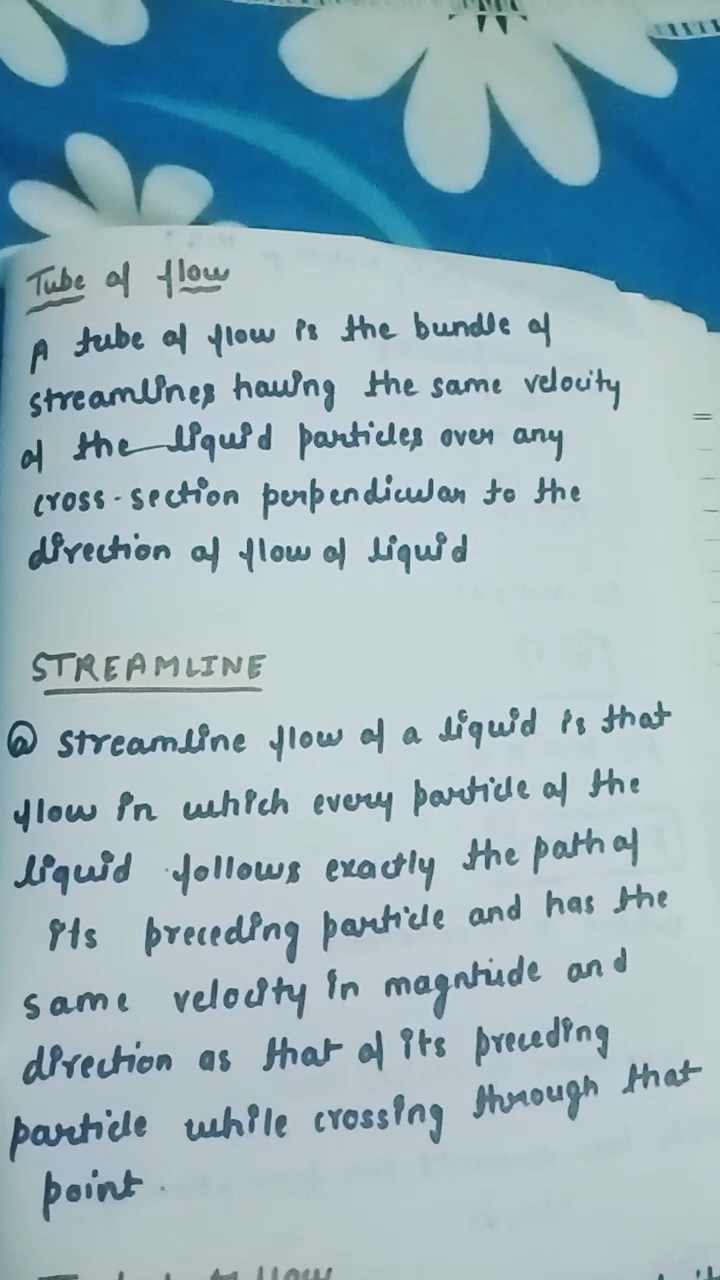 Tube of flow
A tube of flow is the bundle of
streamlines having the same velocity
of the liquid particles over any
cross-section perpendicular to the
direction of flow of liquid
STREAMLINE
@ streamline flow of a liquid is that
flow in which every particle of the
liquid follows exactly the path of
its preceding particle and has the
same velocity in magntiude and
direction as that of its preceding
particle while crossing through that
point.
flow